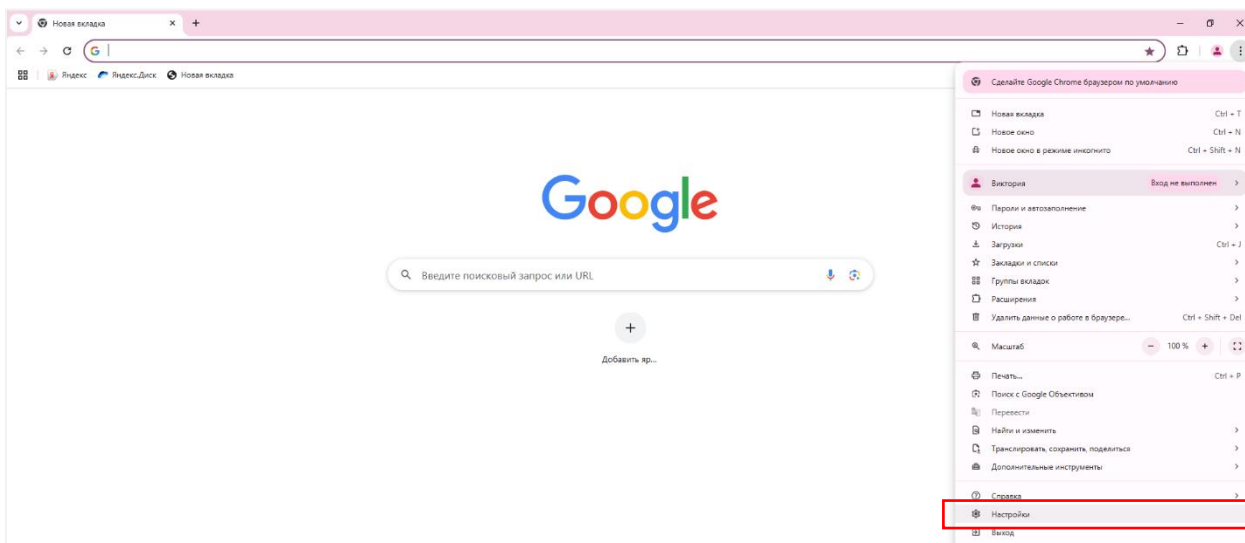 Новая вкладка
Яндекс Яндекс.Диск Новая вкладка
Google
Введите поисковый запрос или URL
Добавить яр...
Сделайте Google Chrome браузером по умолчанию
Новая вкладка Ctrl + T
Новое окно Ctrl + N
Новое окно в режиме инкогнито Ctrl + Shift + N
Виктория Вход не выполнен
Пароли и автозаполнение
История
Загрузки Ctrl + J
Закладки и списки
Группы вкладок
Расширения
Удалить данные о работе в браузере... Ctrl + Shift + Del
Масштаб − 100 % +
Печать... Ctrl + P
Поиск с Google Объективом
Перевести
Найти и изменить
Транслировать, сохранить, поделиться
Дополнительные инструменты
Справка
Настройки
Выход